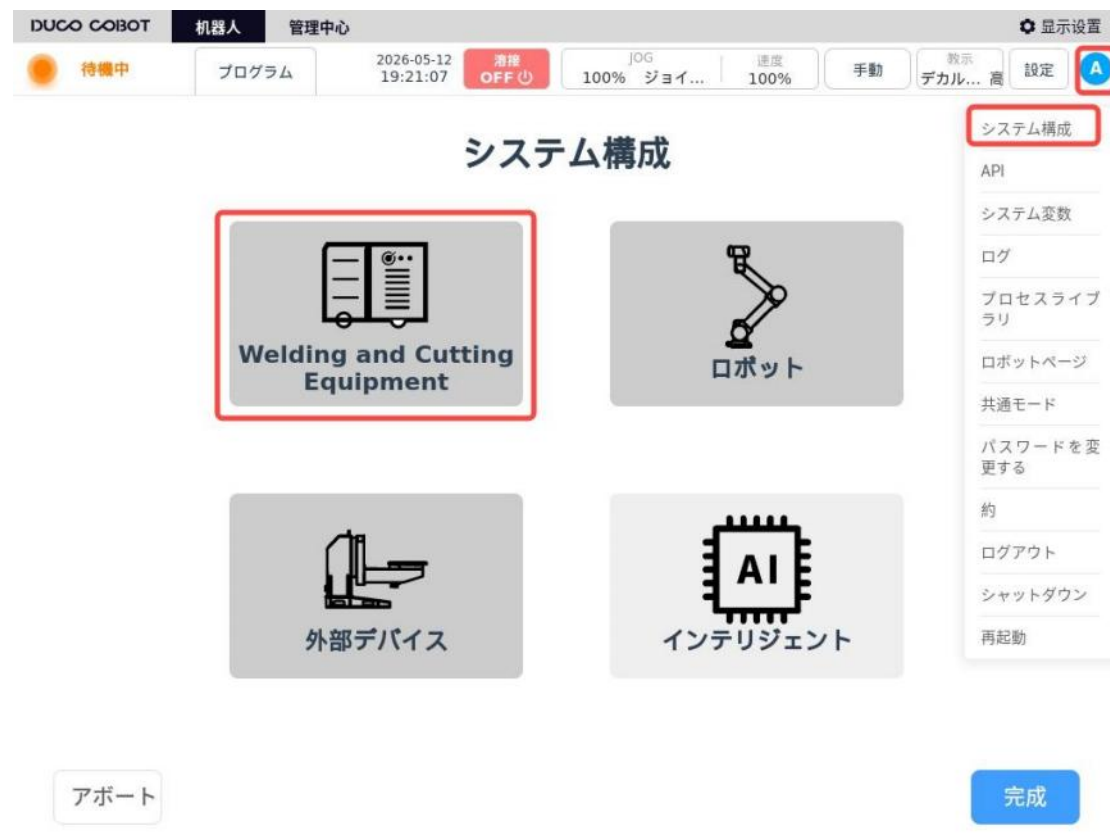 DUCO COBOT 机器人 管理中心 显示设置
待機中 プログラム 2026-05-12 19:21:07 溶接 OFF JOG 100% ジョイ... 速度 100% 手動 教示 デカル... 高 設定 A
システム構成
Welding and Cutting
Equipment
ロボット
外部デバイス
AI
インテリジェント
システム構成
API
システム変数
ログ
プロセスライブ
ラリ
ロボットページ
共通モード
パスワードを変
更する
約
ログアウト
シャットダウン
再起動
アボート
完成